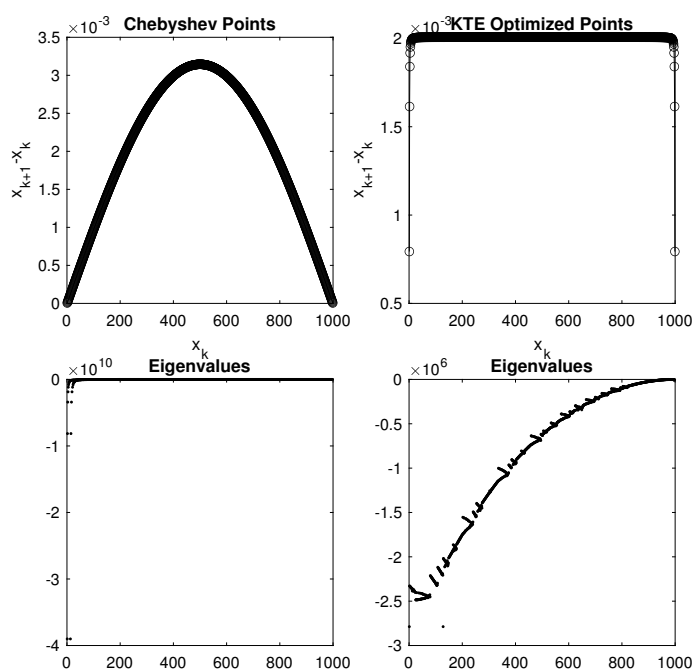 Chebyshev Points
×10^-3
3.5
3
2.5
2
1.5
1
0.5
0
x_{k+1}-x_k
0 200 400 600 800 1000
x_k
KTE Optimized Points
×10^-3
2
1.5
1
0.5
x_{k+1}-x_k
0 200 400 600 800 1000
x_k
Eigenvalues
×10^10
0
-1
-2
-3
-4
0 200 400 600 800 1000
Eigenvalues
×10^6
0
-0.5
-1
-1.5
-2
-2.5
-3
0 200 400 600 800 1000